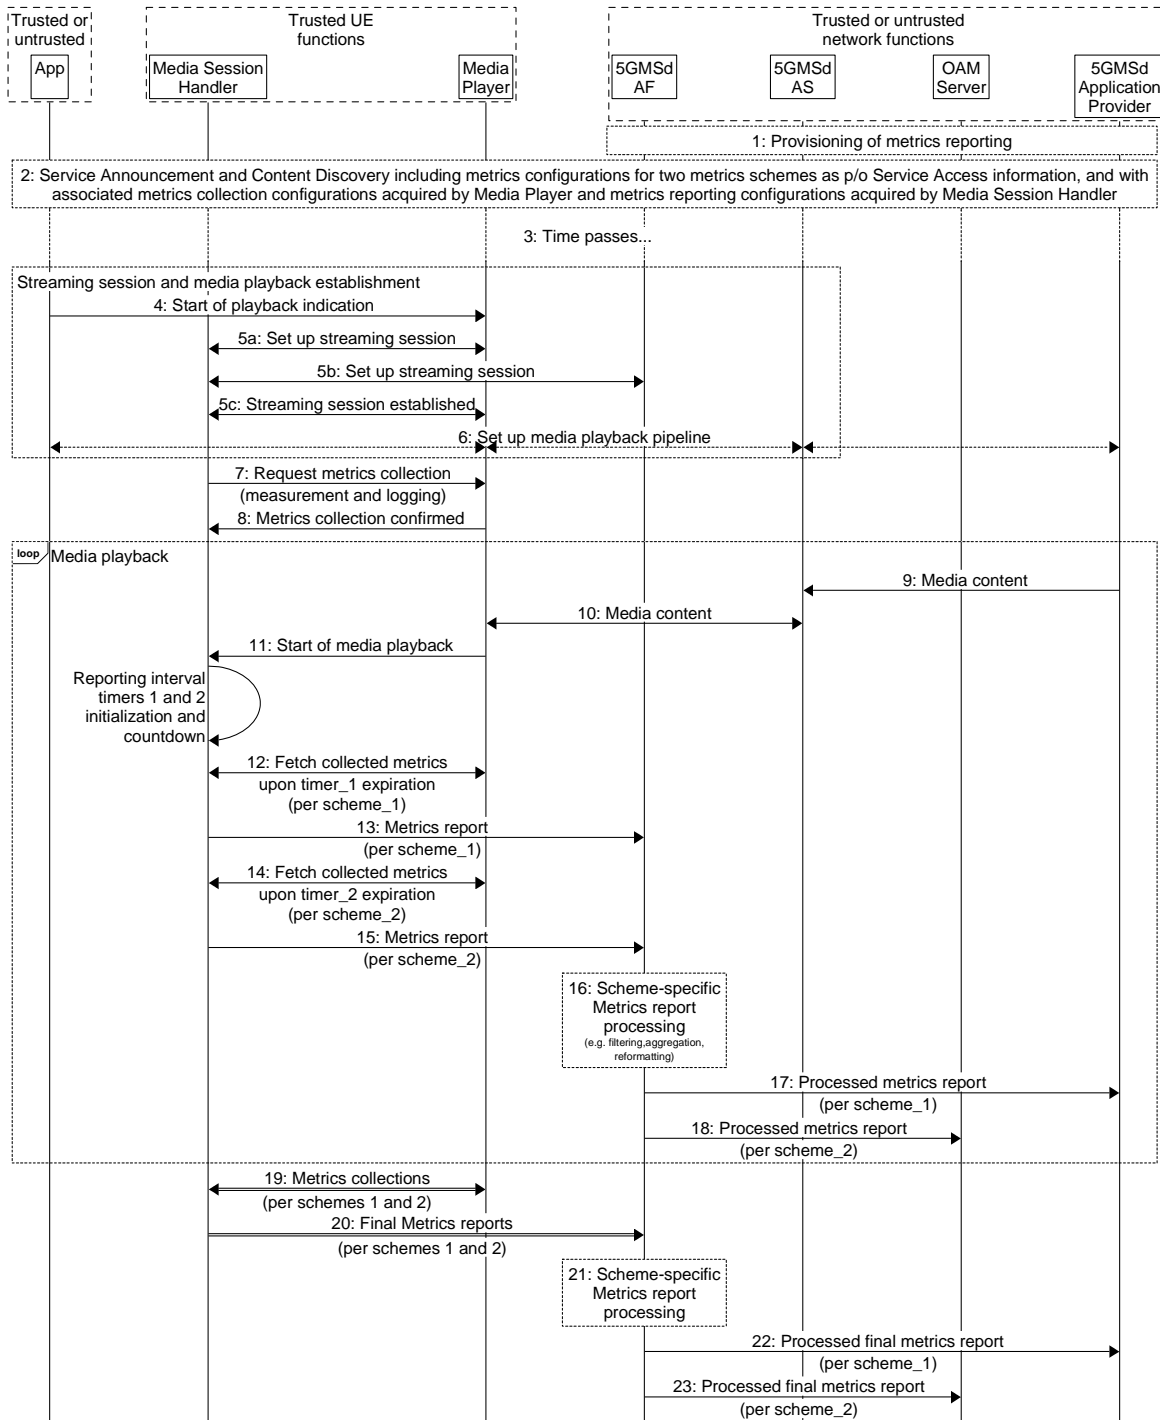 Trusted or
untrusted
Trusted UE
functions
Trusted or untrusted
network functions
App
Media Session
Handler
Media
Player
5GMSd
AF
5GMSd
AS
OAM
Server
5GMSd
Application
Provider
1: Provisioning of metrics reporting
2: Service Announcement and Content Discovery including metrics configurations for two metrics schemes as p/o Service Access information, and with
associated metrics collection configurations acquired by Media Player and metrics reporting configurations acquired by Media Session Handler
3: Time passes...
Streaming session and media playback establishment
4: Start of playback indication
5a: Set up streaming session
5b: Set up streaming session
5c: Streaming session established
6: Set up media playback pipeline
7: Request metrics collection
(measurement and logging)
8: Metrics collection confirmed
loop
Media playback
9: Media content
10: Media content
11: Start of media playback
Reporting interval
timers 1 and 2
initialization and
countdown
12: Fetch collected metrics
upon timer_1 expiration
(per scheme_1)
13: Metrics report
(per scheme_1)
14: Fetch collected metrics
upon timer_2 expiration
(per scheme_2)
15: Metrics report
(per scheme_2)
16: Scheme-specific
Metrics report
processing
(e.g. filtering,aggregation,
reformatting)
17: Processed metrics report
(per scheme_1)
18: Processed metrics report
(per scheme_2)
19: Metrics collections
(per schemes 1 and 2)
20: Final Metrics reports
(per schemes 1 and 2)
21: Scheme-specific
Metrics report
processing
22: Processed final metrics report
(per scheme_1)
23: Processed final metrics report
(per scheme_2)